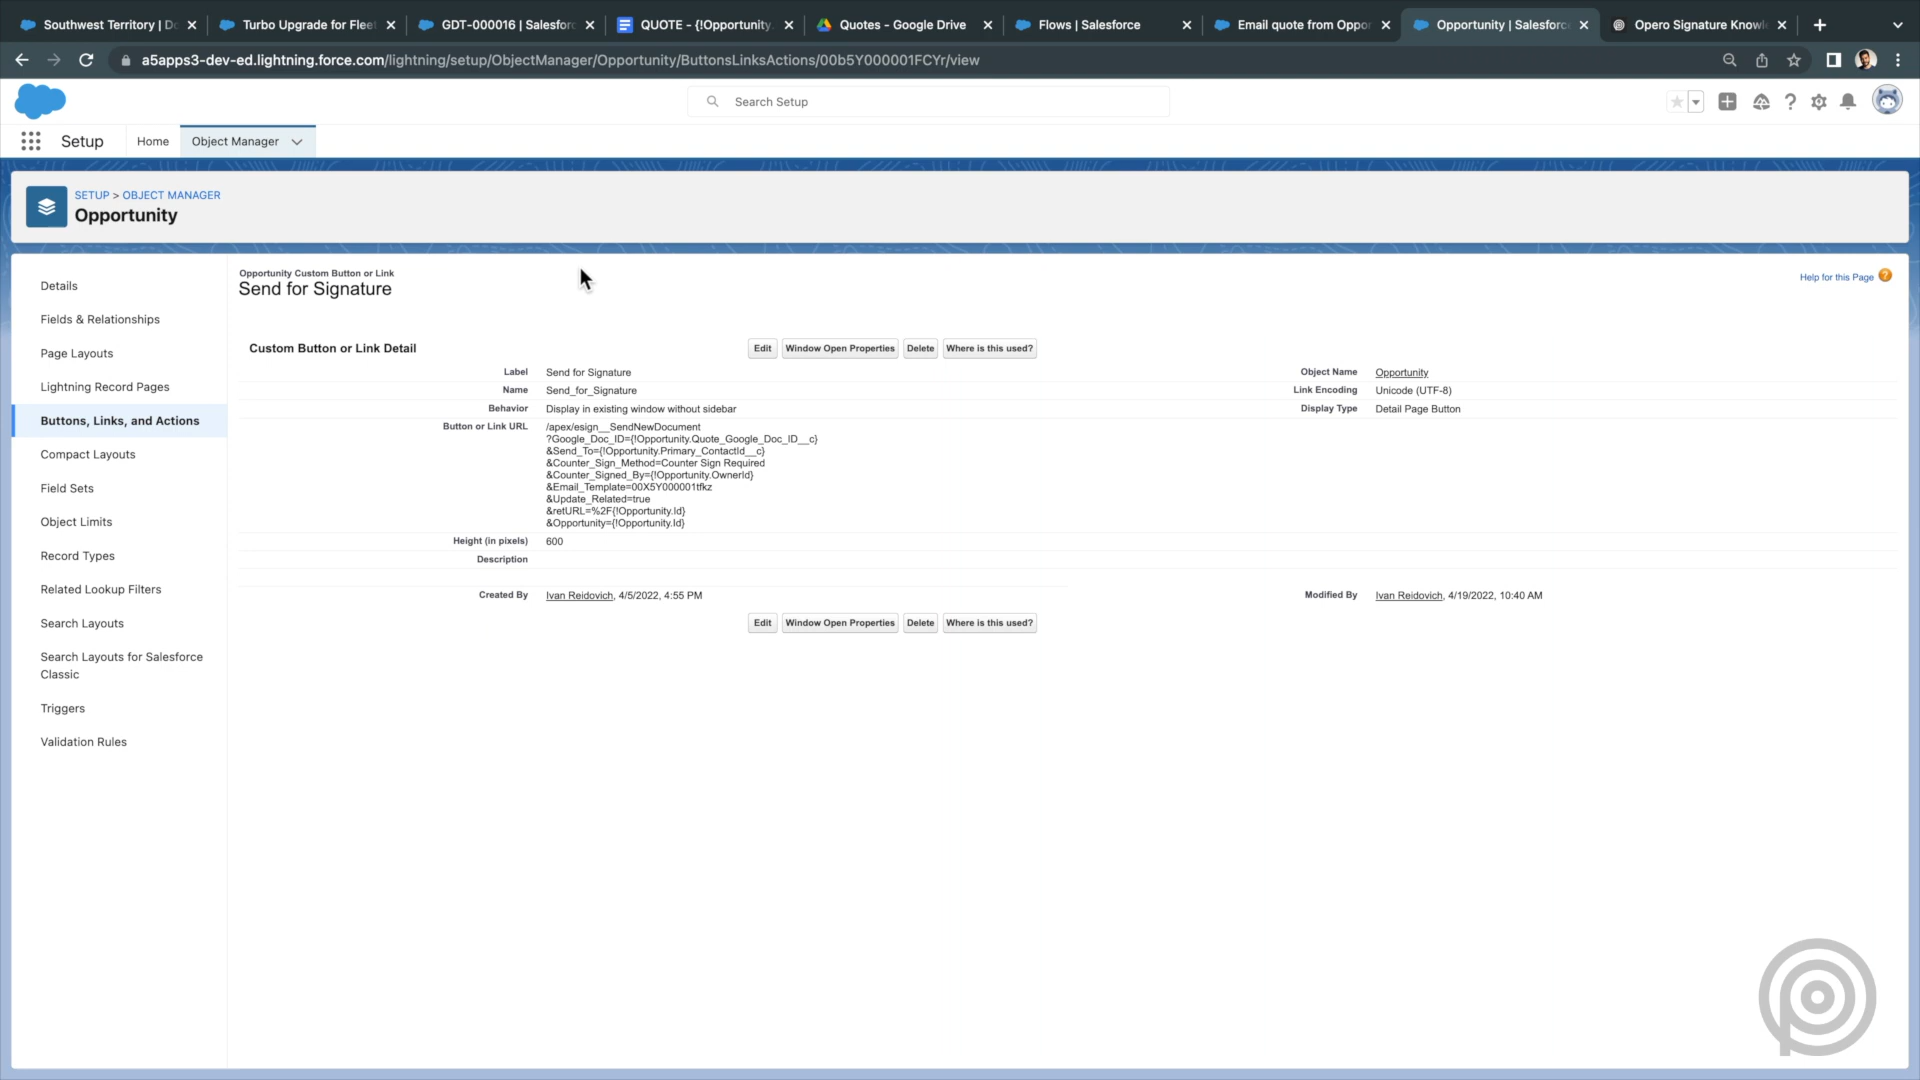 Southwest Territory | Do
Turbo Upgrade for Fleet
GDT-000016 | Salesforc
QUOTE - {!Opportunity.
Quotes - Google Drive
Flows | Salesforce
Email quote from Oppor
Opportunity | Salesforce
Opero Signature Knowl
a5apps3-dev-ed.lightning.force.com/lightning/setup/ObjectManager/Opportunity/ButtonsLinksActions/00b5Y000001FCYr/view
Search Setup
Setup
Home
Object Manager
SETUP > OBJECT MANAGER
Opportunity
Details
Fields & Relationships
Page Layouts
Lightning Record Pages
Buttons, Links, and Actions
Compact Layouts
Field Sets
Object Limits
Record Types
Related Lookup Filters
Search Layouts
Search Layouts for Salesforce
Classic
Triggers
Validation Rules
Opportunity Custom Button or Link
Send for Signature
Help for this Page
Custom Button or Link Detail
Edit
Window Open Properties
Delete
Where is this used?
Label Send for Signature
Object Name Opportunity
Name Send_for_Signature
Link Encoding Unicode (UTF-8)
Behavior Display in existing window without sidebar
Display Type Detail Page Button
Button or Link URL /apex/esign__SendNewDocument
?Google_Doc_ID={!Opportunity.Quote_Google_Doc_ID__c}
&Send_To={!Opportunity.Primary_ContactId__c}
&Counter_Sign_Method=Counter Sign Required
&Counter_Signed_By={!Opportunity.OwnerId}
&Email_Template=00X5Y000001tfkz
&Update_Related=true
&retURL=%2F{!Opportunity.Id}
&Opportunity={!Opportunity.Id}
Height (in pixels) 600
Description
Created By Ivan Reidovich, 4/5/2022, 4:55 PM
Modified By Ivan Reidovich, 4/19/2022, 10:40 AM
Edit
Window Open Properties
Delete
Where is this used?